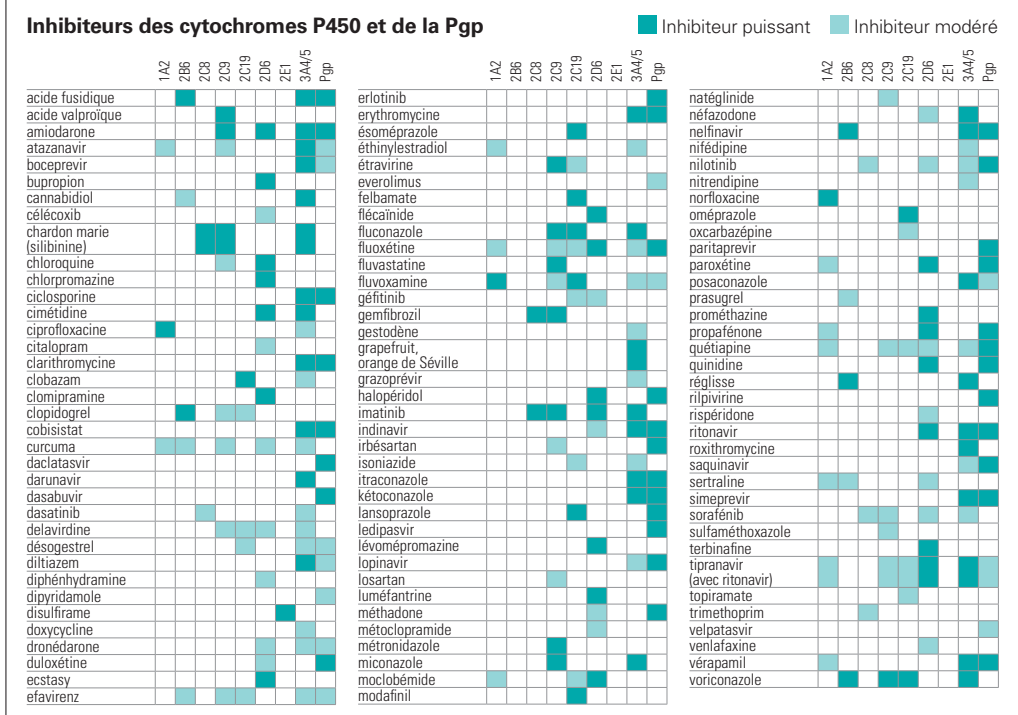 Inhibiteurs des cytochromes P450 et de la Pgp
Inhibiteur puissant
Inhibiteur modéré
1A2
2B6
2C8
2C9
2C19
2D6
2E1
3A4/5
Pgp
acide fusidique
acide valproïque
amiodarone
atazanavir
boceprevir
bupropion
cannabidiol
célécoxib
chardon marie
(silibinine)
chloroquine
chlorpromazine
ciclosporine
cimétidine
ciprofloxacine
citalopram
clarithromycine
clobazam
clomipramine
clopidogrel
cobisistat
curcuma
daclatasvir
darunavir
dasabuvir
dasatinib
delavirdine
désogestrel
diltiazem
diphénhydramine
dipyridamole
disulfirame
doxycycline
dronédarone
duloxétine
ecstasy
efavirenz
1A2
2B6
2C8
2C9
2C19
2D6
2E1
3A4/5
Pgp
erlotinib
erythromycine
ésoméprazole
éthinylestradiol
étravirine
everolimus
felbamate
flécaïnide
fluconazole
fluoxétine
fluvastatine
fluvoxamine
géfitinib
gemfibrozil
gestodène
grapefruit,
orange de Séville
grazoprévir
halopéridol
imatinib
indinavir
irbésartan
isoniazide
itraconazole
kétoconazole
lansoprazole
ledipasvir
lévomépromazine
lopinavir
losartan
luméfantrine
méthadone
métoclopramide
métronidazole
miconazole
moclobémide
modafinil
1A2
2B6
2C8
2C9
2C19
2D6
2E1
3A4/5
Pgp
natéglinide
néfazodone
nelfinavir
nifédipine
nilotinib
nitrendipine
norfloxacine
oméprazole
oxcarbazépine
paritaprevir
paroxétine
posaconazole
prasugrel
prométhazine
propafénone
quétiapine
quinidine
réglisse
rilpivirine
rispéridone
ritonavir
roxithromycine
saquinavir
sertraline
simeprevir
sorafénib
sulfaméthoxazole
terbinafine
tipranavir
(avec ritonavir)
topiramate
trimethoprim
velpatasvir
venlafaxine
vérapamil
voriconazole